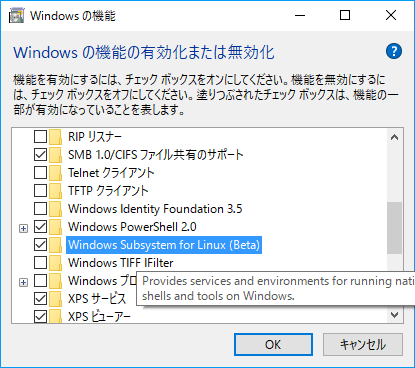 Windows の機能
Windows の機能の有効化または無効化
機能を有効にするには、チェック ボックスをオンにしてください。機能を無効にするに
は、チェック ボックスをオフにしてください。塗りつぶされたチェック ボックスは、機能の一
部が有効になっていることを表します。
RIP リスナー
SMB 1.0/CIFS ファイル共有のサポート
Telnet クライアント
TFTP クライアント
Windows Identity Foundation 3.5
Windows PowerShell 2.0
Windows Subsystem for Linux (Beta)
Windows TIFF IFilter
Windows プロ
Provides services and environments for running nati
shells and tools on Windows.
XPS サービス
XPS ビューアー
OK
キャンセル